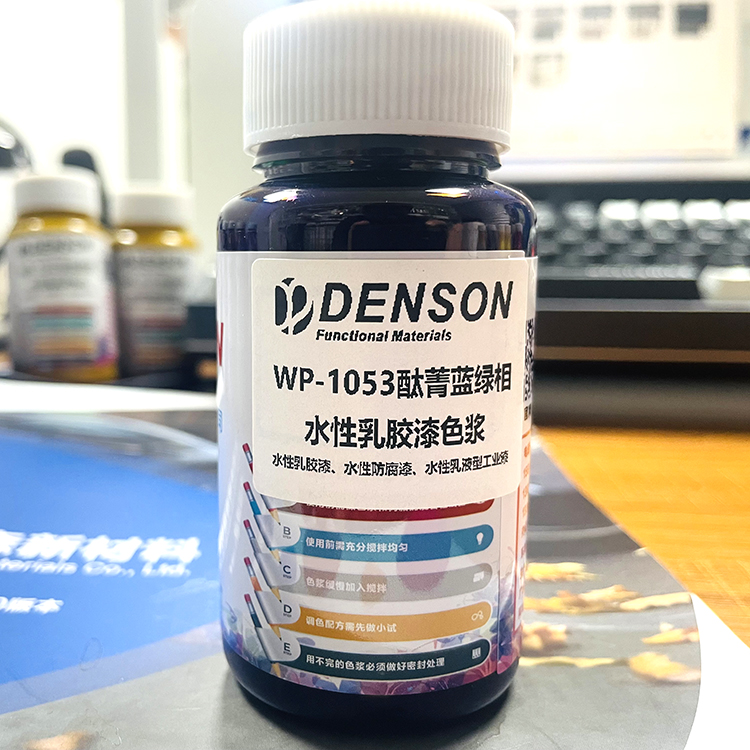 DENSON
Functional Materials
WP-1053酞菁蓝绿相
水性乳胶漆色浆
水性乳胶漆、水性防腐漆、水性乳液型工业漆
B
使用前需充分搅拌均匀
C
色浆缓慢加入搅拌
D
调色配方需先做小试
E
用不完的色浆必须做好密封处理
DENSON
新材料
Materials Co., Ltd.
版本